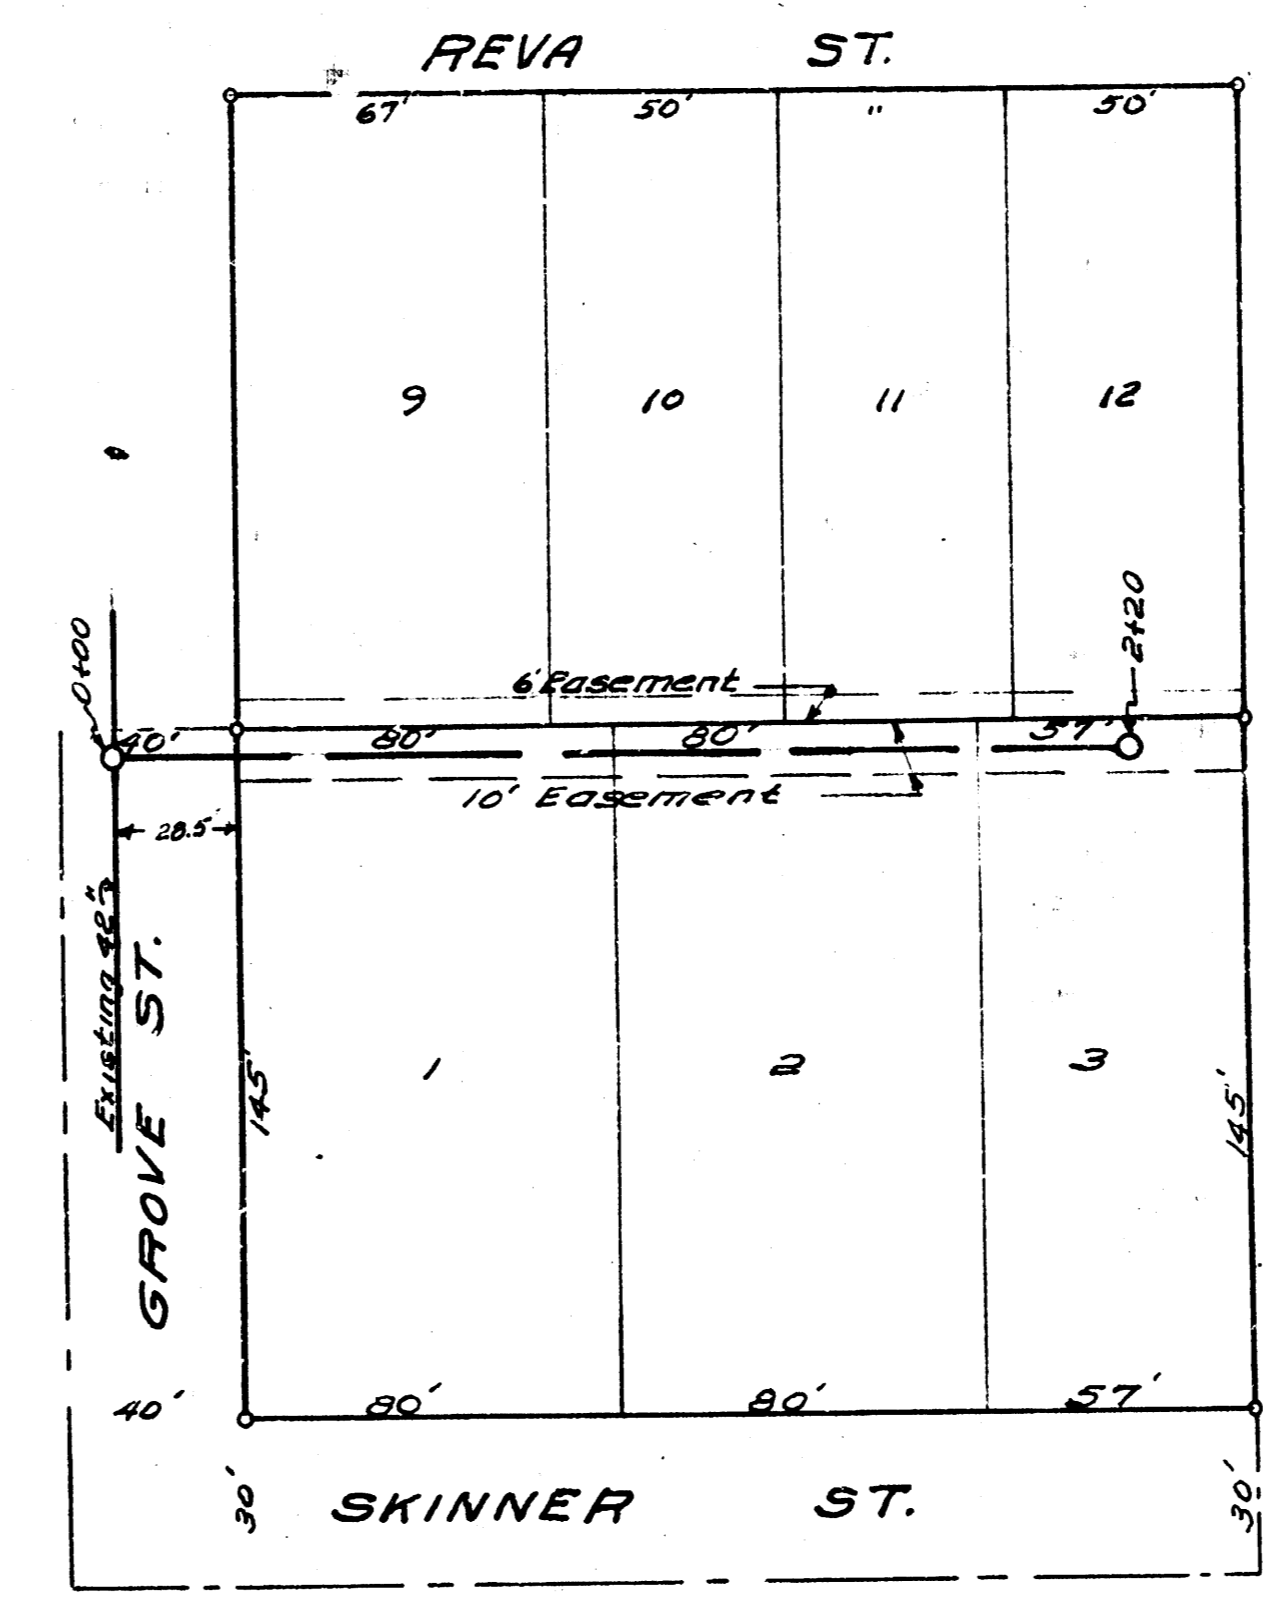 REVA ST.
67' 50' " 50'
9 10 11 12
0+00
2+20
6' Easement
40' 80' 80' 57'
10' Easement
28.5'
Existing 42"
GROVE ST.
1 2 3
145' 145'
40' 80' 80' 57'
30' SKINNER ST. 30'